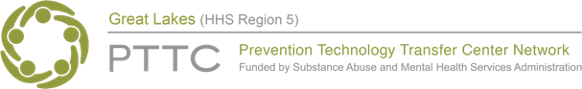 Great Lakes (HHS Region 5)
PTTC
Prevention Technology Transfer Center Network
Funded by Substance Abuse and Mental Health Services Administration